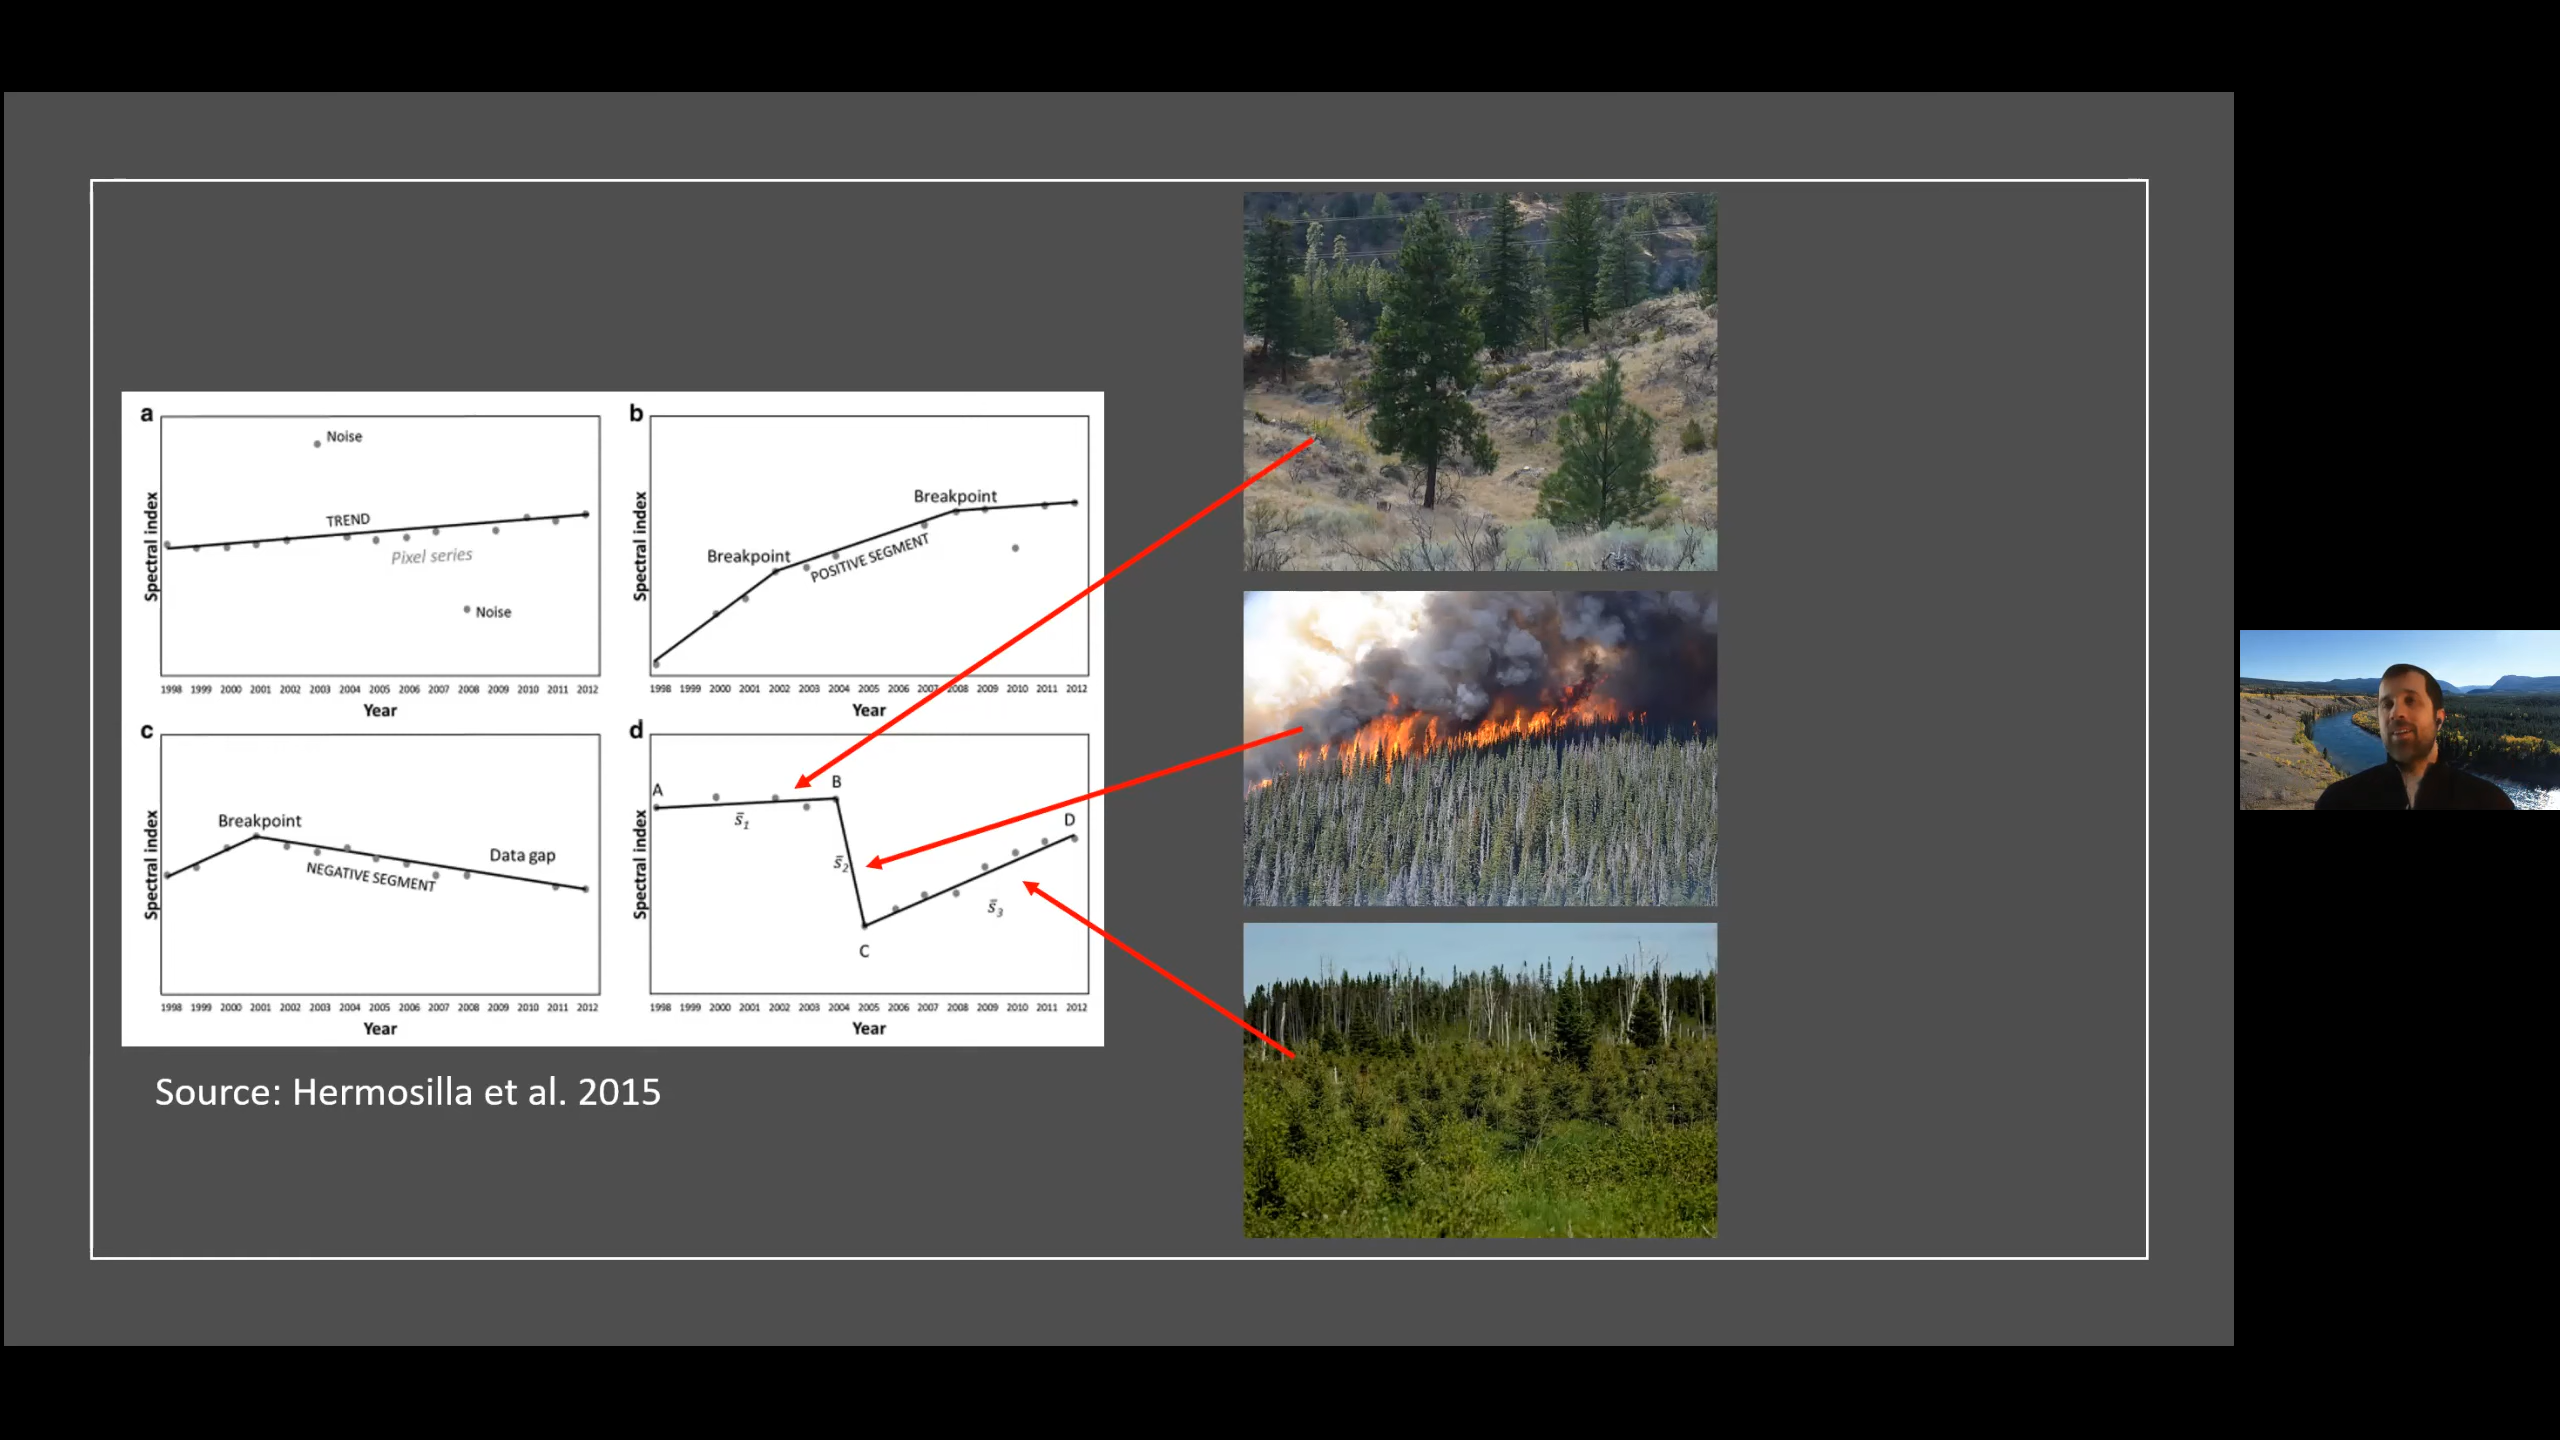 a
Noise
TREND
Pixel series
Noise
Spectral index
1998 1999 2000 2001 2002 2003 2004 2005 2006 2007 2008 2009 2010 2011 2012
Year
b
Breakpoint
Breakpoint
POSITIVE SEGMENT
Spectral index
1998 1999 2000 2001 2002 2003 2004 2005 2006 2007 2008 2009 2010 2011 2012
Year
c
Breakpoint
Data gap
NEGATIVE SEGMENT
Spectral index
1998 1999 2000 2001 2002 2003 2004 2005 2006 2007 2008 2009 2010 2011 2012
Year
d
A
B
s̄1
D
s̄2
s̄3
C
Spectral index
1998 1999 2000 2001 2002 2003 2004 2005 2006 2007 2008 2009 2010 2011 2012
Year
Source: Hermosilla et al. 2015